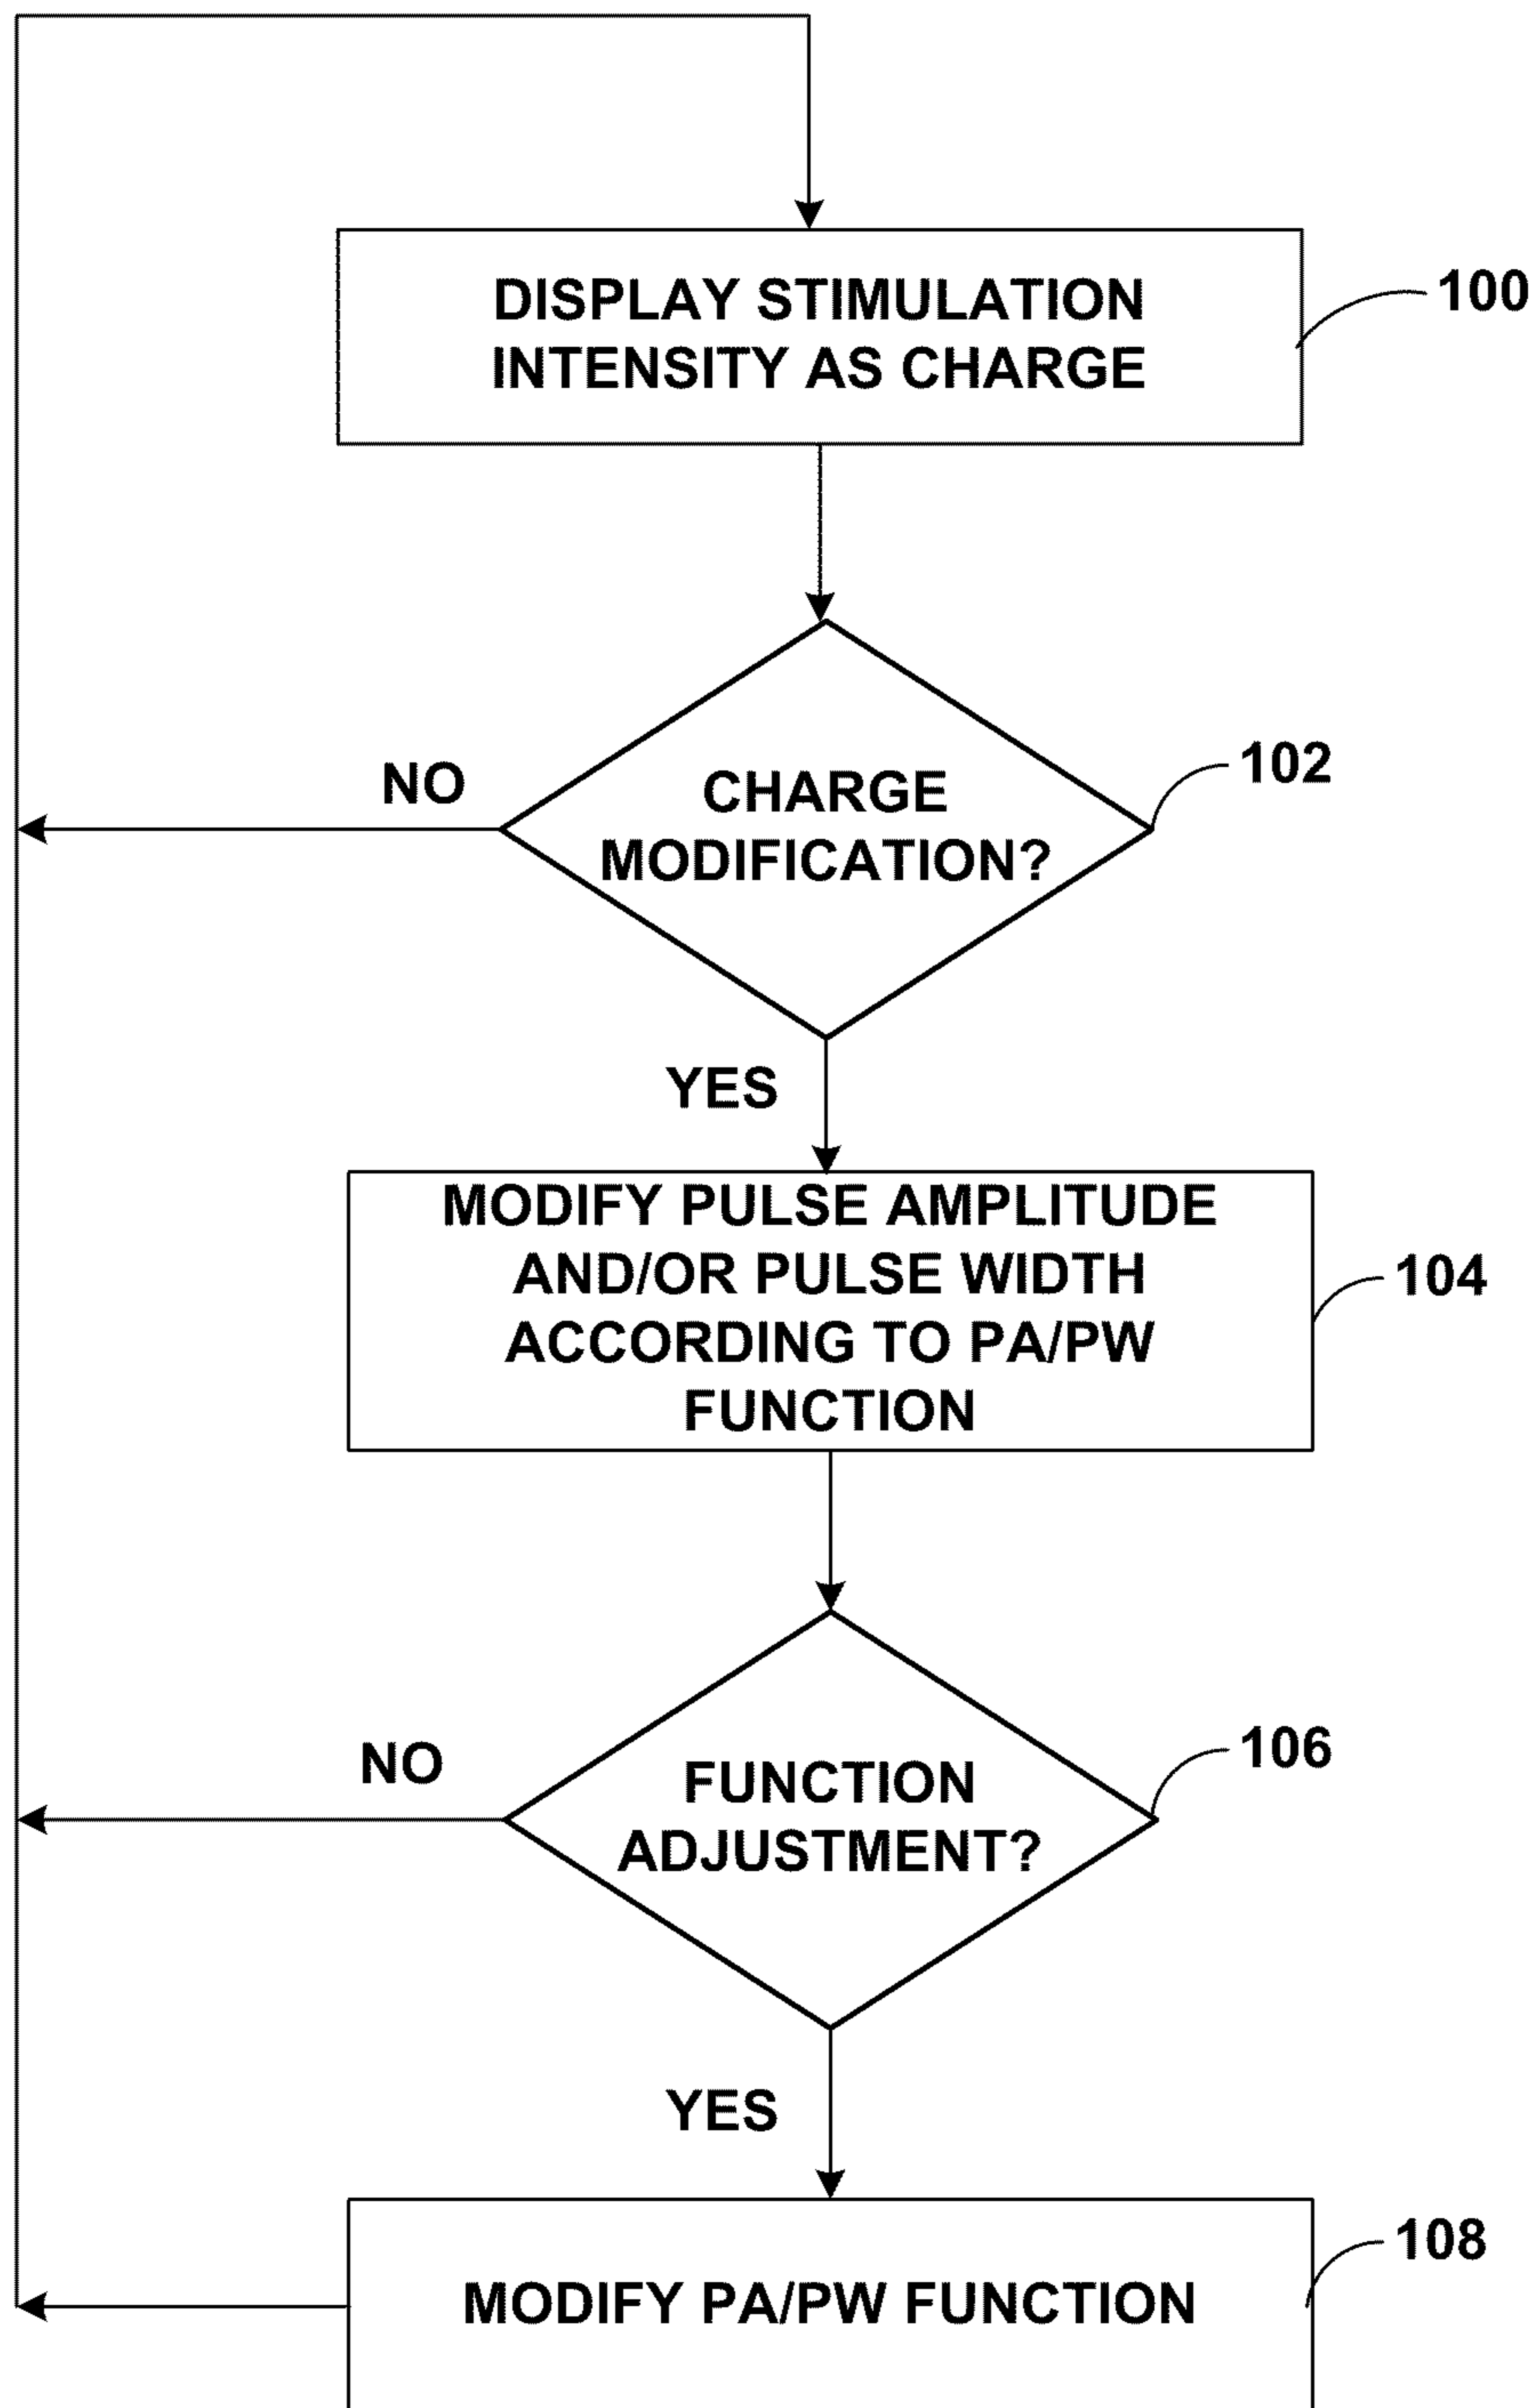 DISPLAY STIMULATION
INTENSITY AS CHARGE
100
NO
CHARGE
MODIFICATION?
102
YES
MODIFY PULSE AMPLITUDE
AND/OR PULSE WIDTH
ACCORDING TO PA/PW
FUNCTION
104
NO
FUNCTION
ADJUSTMENT?
106
YES
MODIFY PA/PW FUNCTION
108